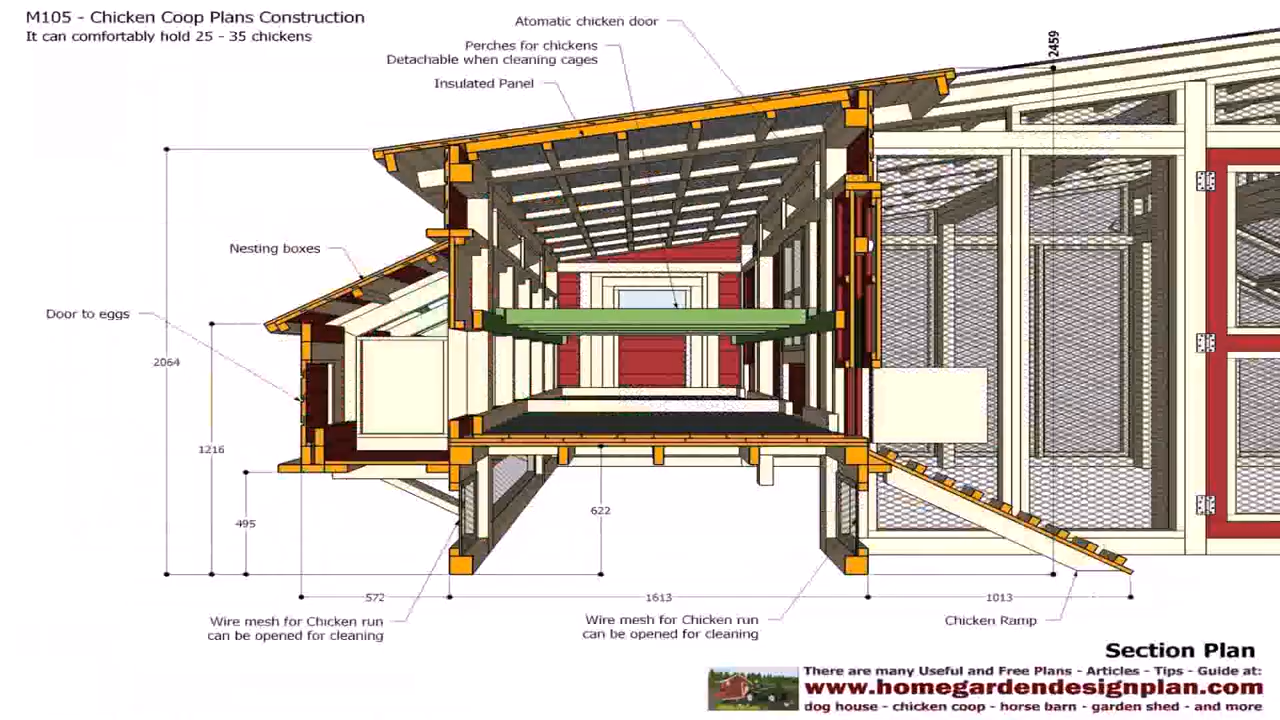 M105 - Chicken Coop Plans Construction
It can comfortably hold 25 - 35 chickens
Atomatic chicken door
Perches for chickens
Detachable when cleaning cages
Insulated Panel
2459
Nesting boxes
Door to eggs
2064
1216
495
622
572
1613
1013
Wire mesh for Chicken run
can be opened for cleaning
Wire mesh for Chicken run
can be opened for cleaning
Chicken Ramp
Section Plan
There are many Useful and Free Plans - Articles - Tips - Guide at:
www.homegardendesignplan.com
dog house - chicken coop - horse barn - garden shed - and more